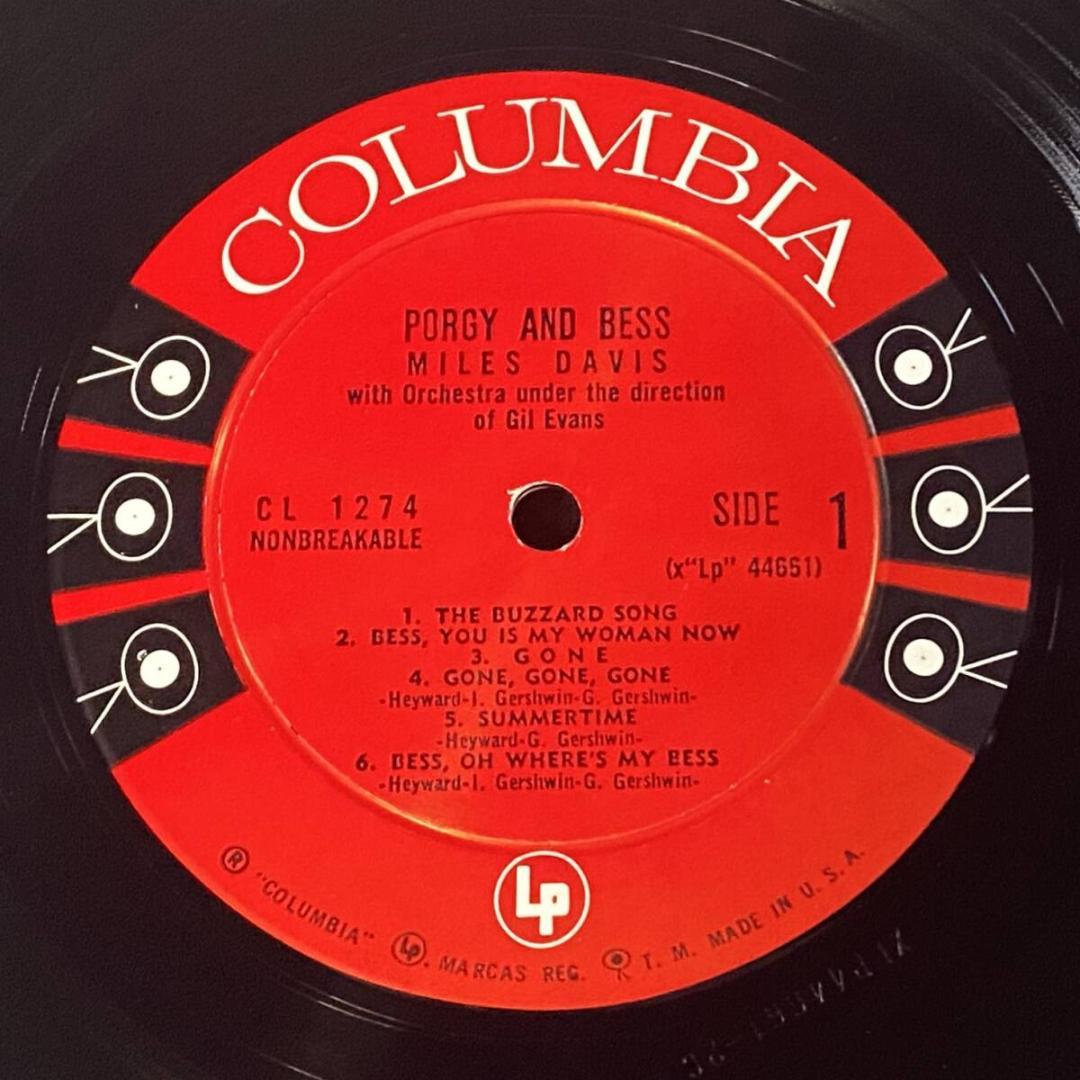 COLUMBIA
PORGY AND BESS
MILES DAVIS
with Orchestra under the direction
of Gil Evans
CL 1274
NONBREAKABLE
SIDE 1
(x"Lp" 44661)
1. THE BUZZARD SONG
2. BESS, YOU IS MY WOMAN NOW
3. GONE
4. GONE, GONE, GONE
-Heyward-I. Gershwin-G. Gershwin-
5. SUMMERTIME
-Heyward-G. Gershwin-
6. BESS, OH WHERE'S MY BESS
-Heyward-I. Gershwin-G. Gershwin-
Lp
® "COLUMBIA" Lp. MARCAS REG. T. M. MADE IN U. S. A.